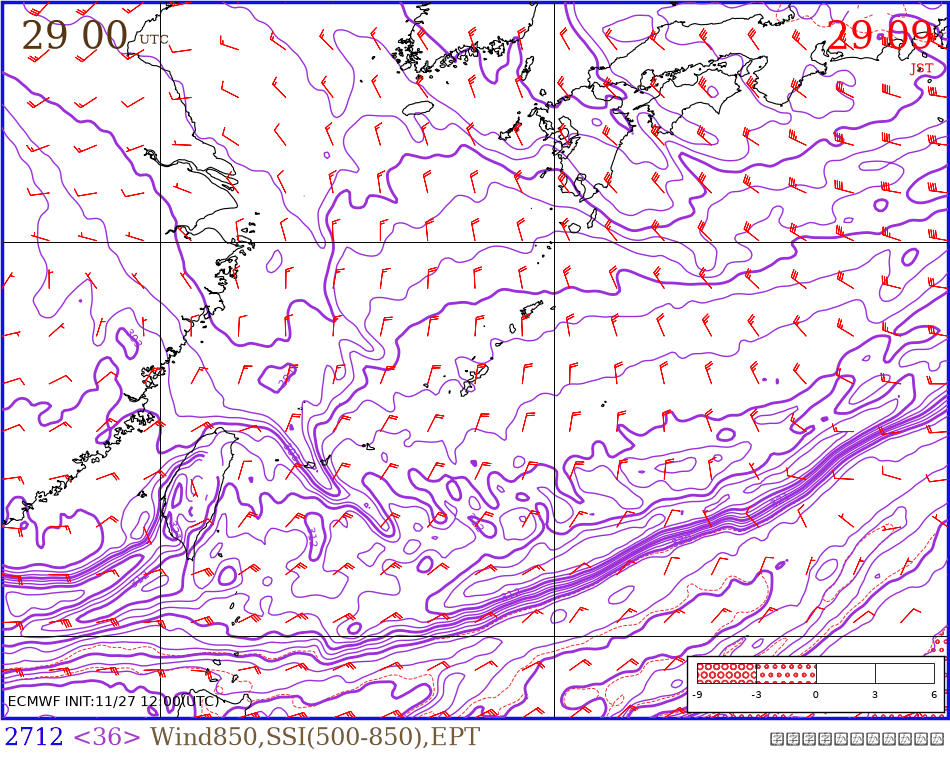 29 00 UTC
29 09 JST
-9 -3 0 3 6
ECMWF INIT:11/27 12:00(UTC)
2712 <36> Wind850,SSI(500-850),EPT